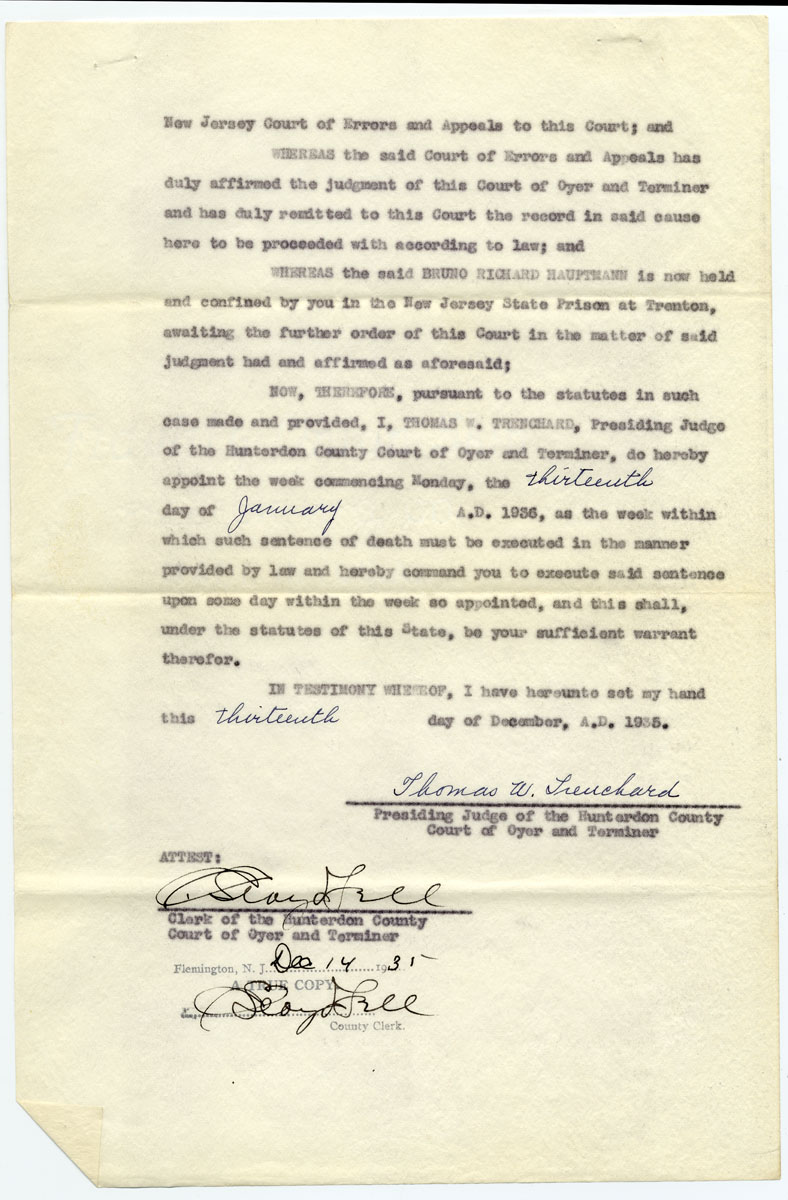 New Jersey Court of Errors and Appeals to this Court; and
WHEREAS the said Court of Errors and Appeals has
duly affirmed the judgment of this Court of Oyer and Terminer
and has duly remitted to this Court the record in said cause
here to be proceeded with according to law; and
WHEREAS the said BRUNO RICHARD HAUPTMANN is now held
and confined by you in the New Jersey State Prison at Trenton,
awaiting the further order of this Court in the matter of said
judgment had and affirmed as aforesaid;
NOW, THEREFORE, pursuant to the statutes in such
case made and provided, I, THOMAS W. TRENCHARD, Presiding Judge
of the Hunterdon County Court of Oyer and Terminer, do hereby
appoint the week commencing Monday, the thirteenth
day of January A.D. 1936, as the week within
which such sentence of death must be executed in the manner
provided by law and hereby command you to execute said sentence
upon some day within the week so appointed, and this shall,
under the statutes of this State, be your sufficient warrant
therefor.
IN TESTIMONY WHEREOF, I have hereunto set my hand
this thirteenth day of December, A.D. 1935.
Thomas W. Trenchard
Presiding Judge of the Hunterdon County
Court of Oyer and Terminer
ATTEST:
Fell
Clerk of the Hunterdon County
Court of Oyer and Terminer
Flemington, N. J. Dec 14 1935
A TRUE COPY
Fell
County Clerk.